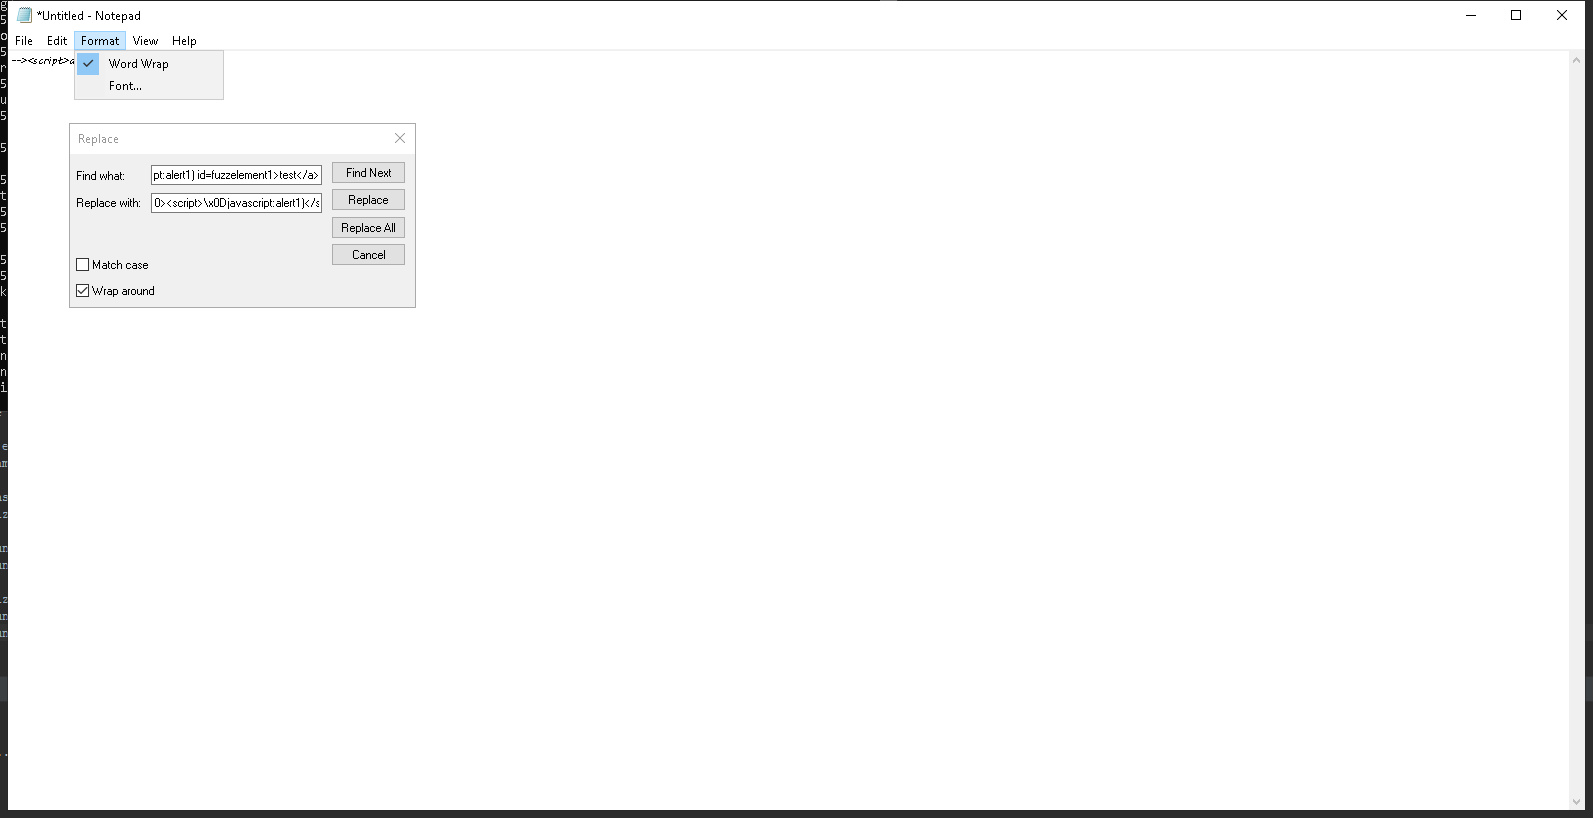 *Untitled - Notepad
File Edit Format View Help
--><script>a
Word Wrap
Font...
Replace
Find what: pt:alert1) id=fuzzelement1>test</a> Find Next
Replace with: 0><script>\x0Djavascript:alert1)</s Replace
Replace All
Cancel
Match case
Wrap around